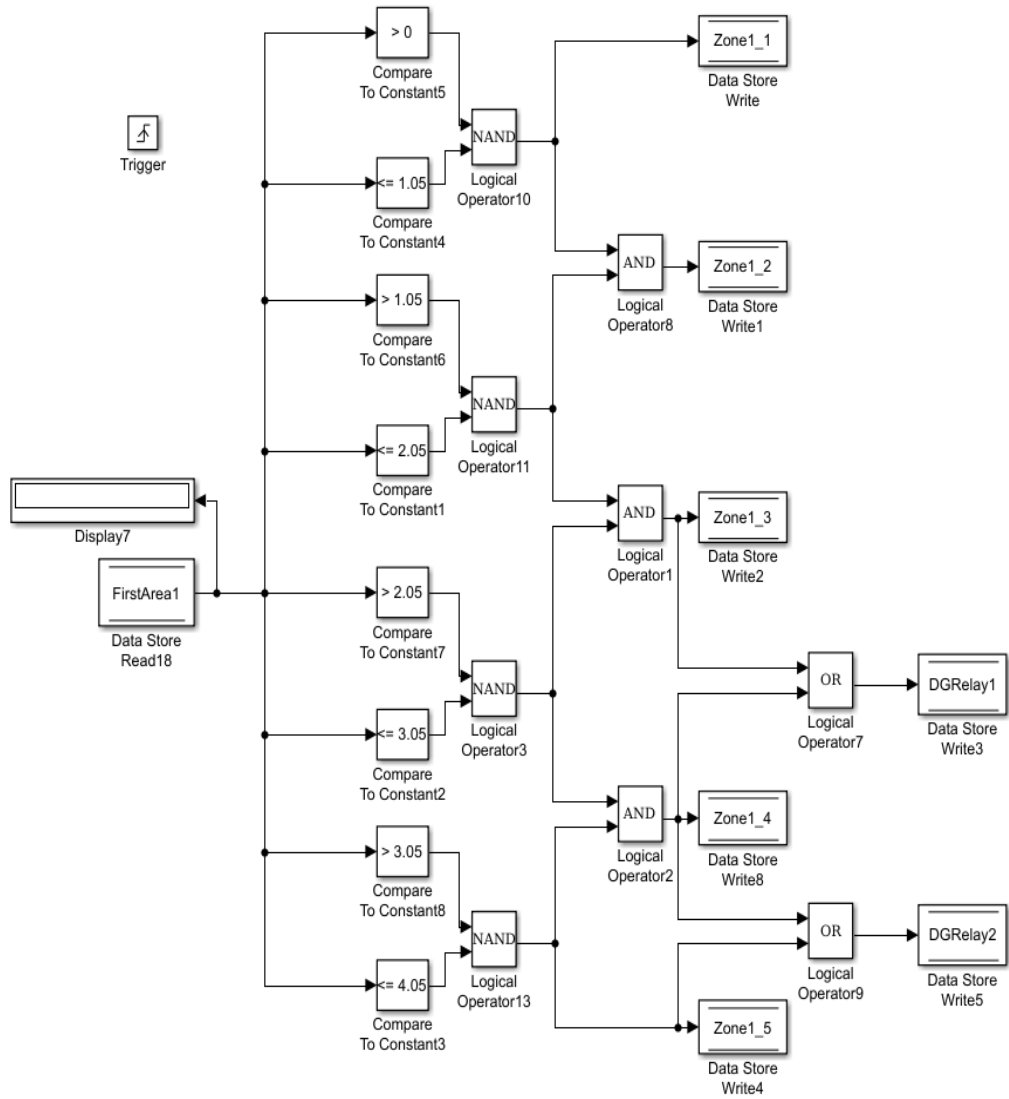 > 0
Compare
To Constant5
Zone1_1
Data Store
Write
Trigger
NAND
Logical
Operator10
<= 1.05
Compare
To Constant4
AND
Logical
Operator8
Zone1_2
Data Store
Write1
> 1.05
Compare
To Constant6
NAND
Logical
Operator11
<= 2.05
Compare
To Constant1
Display7
AND
Logical
Operator1
Zone1_3
Data Store
Write2
FirstArea1
Data Store
Read18
> 2.05
Compare
To Constant7
NAND
Logical
Operator3
OR
Logical
Operator7
DGRelay1
Data Store
Write3
<= 3.05
Compare
To Constant2
AND
Logical
Operator2
Zone1_4
Data Store
Write8
> 3.05
Compare
To Constant8
NAND
Logical
Operator13
OR
Logical
Operator9
DGRelay2
Data Store
Write5
<= 4.05
Compare
To Constant3
Zone1_5
Data Store
Write4